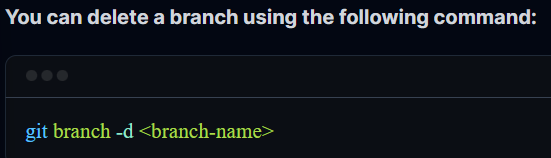 You can delete a branch using the following command:
git branch -d <branch-name>